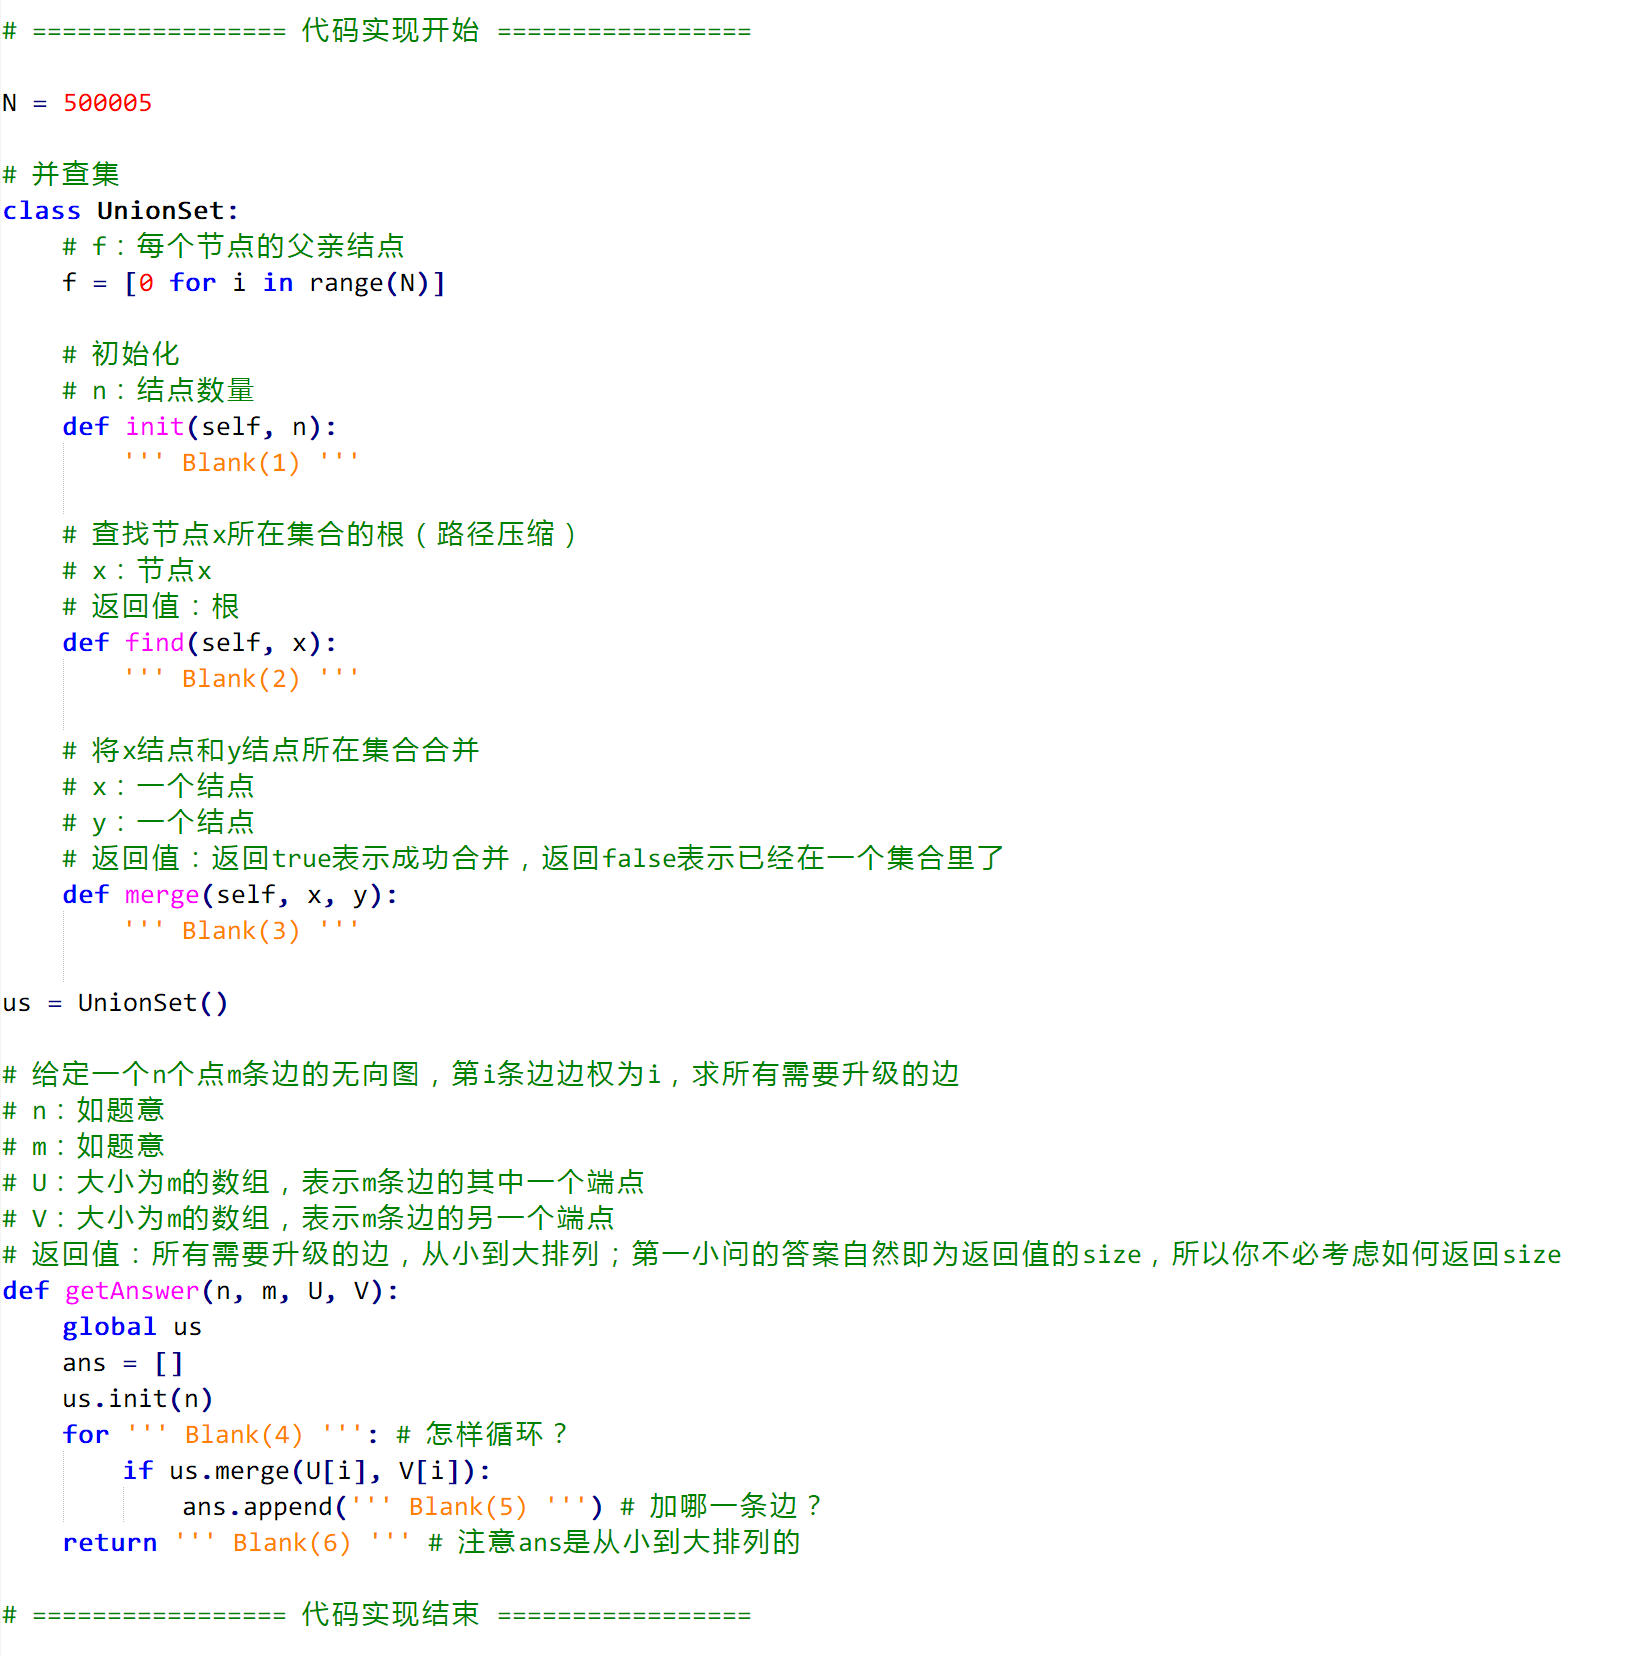 # ================= 代码实现开始 =================
N = 500005
# 并查集
class UnionSet:
    # f：每个节点的父亲结点
    f = [0 for i in range(N)]
    # 初始化
    # n：结点数量
    def init(self, n):
        ''' Blank(1) '''
    # 查找节点x所在集合的根（路径压缩）
    # x：节点x
    # 返回值：根
    def find(self, x):
        ''' Blank(2) '''
    # 将x结点和y结点所在集合合并
    # x：一个结点
    # y：一个结点
    # 返回值：返回true表示成功合并，返回false表示已经在一个集合里了
    def merge(self, x, y):
        ''' Blank(3) '''
us = UnionSet()
# 给定一个n个点m条边的无向图，第i条边边权为i，求所有需要升级的边
# n：如题意
# m：如题意
# U：大小为m的数组，表示m条边的其中一个端点
# V：大小为m的数组，表示m条边的另一个端点
# 返回值：所有需要升级的边，从小到大排列；第一小问的答案自然即为返回值的size，所以你不必考虑如何返回size
def getAnswer(n, m, U, V):
    global us
    ans = []
    us.init(n)
    for ''' Blank(4) ''': # 怎样循环？
        if us.merge(U[i], V[i]):
            ans.append(''' Blank(5) ''') # 加哪一条边？
    return ''' Blank(6) ''' # 注意ans是从小到大排列的
# ================= 代码实现结束 =================